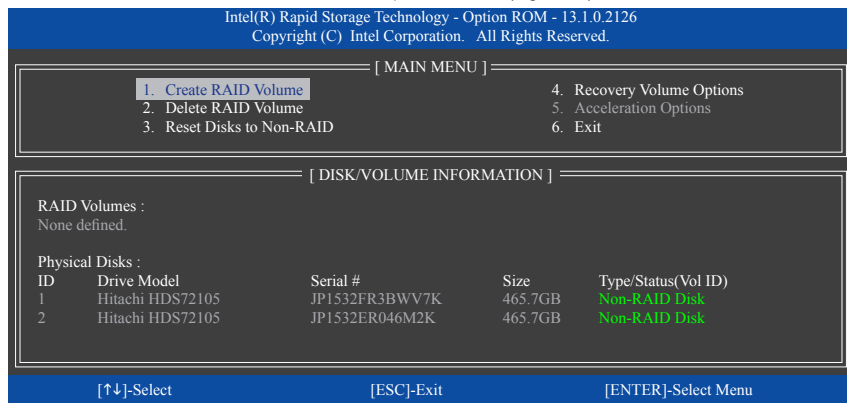 Intel(R) Rapid Storage Technology - Option ROM - 13.1.0.2126
Copyright (C) Intel Corporation. All Rights Reserved.
[ MAIN MENU ]
1. Create RAID Volume
2. Delete RAID Volume
3. Reset Disks to Non-RAID
4. Recovery Volume Options
5. Acceleration Options
6. Exit
[ DISK/VOLUME INFORMATION ]
RAID Volumes :
None defined.
Physical Disks :
ID Drive Model Serial # Size Type/Status(Vol ID)
1 Hitachi HDS72105 JP1532FR3BWV7K 465.7GB Non-RAID Disk
2 Hitachi HDS72105 JP1532ER046M2K 465.7GB Non-RAID Disk
[↑↓]-Select [ESC]-Exit [ENTER]-Select Menu